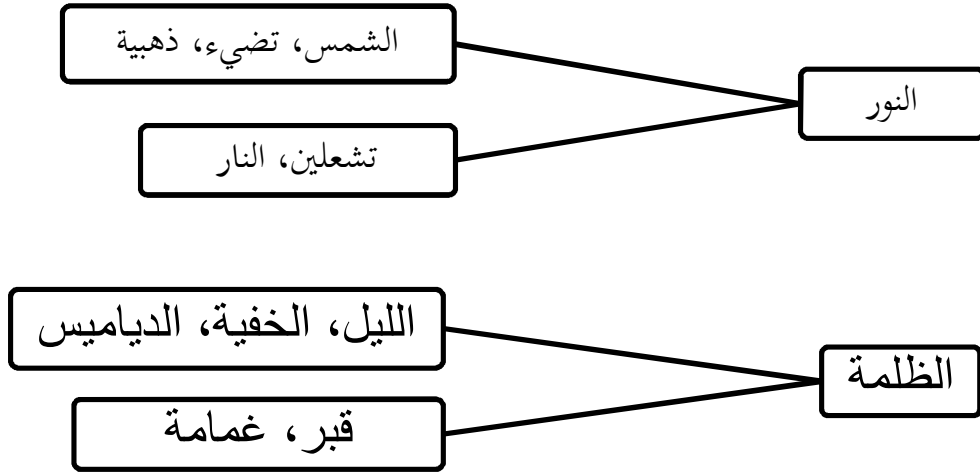 الشمس، تضيء، ذهبية
النور
تشعلين، النار
الليل، الخفية، الدياميس
الظلمة
قبر، غمامة